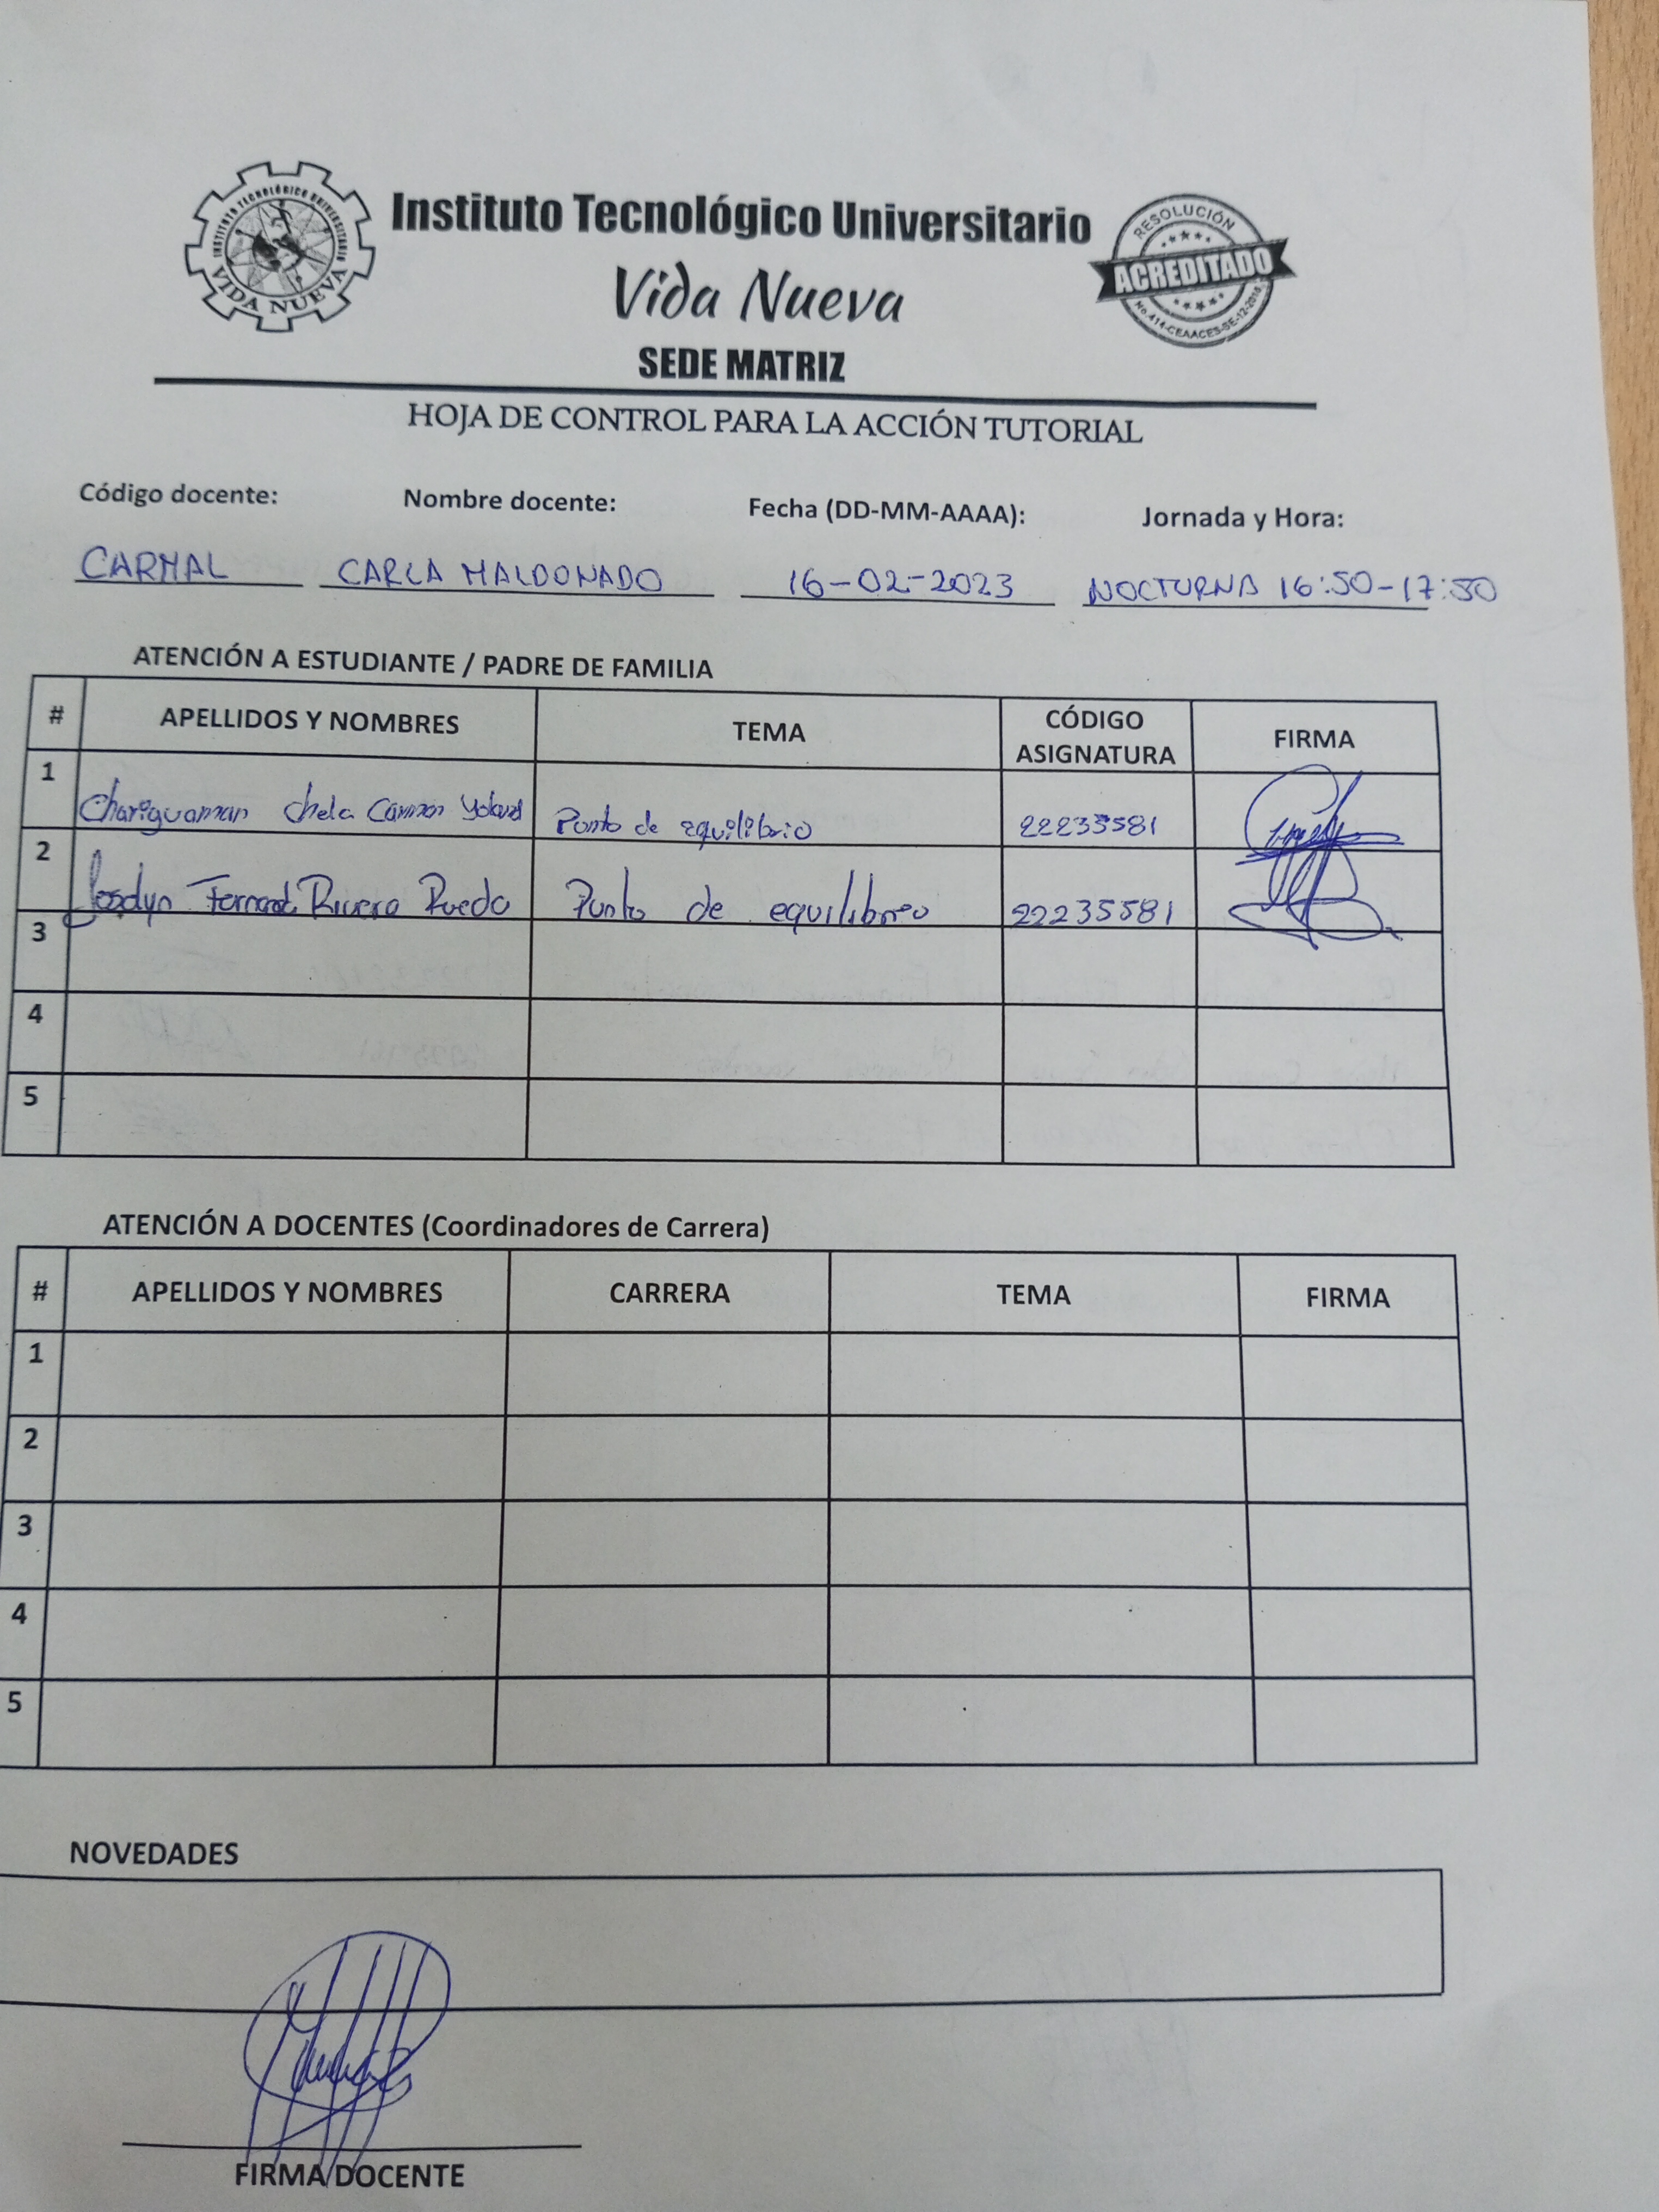 INSTITUTO TECNOLÓGICO UNIVERSITARIO
VIDA NUEVA
Instituto Tecnológico Universitario
Vida Nueva
SEDE MATRIZ
RESOLUCIÓN
ACREDITADO
No.414-CEAACES-SE-12-2016
HOJA DE CONTROL PARA LA ACCIÓN TUTORIAL
Código docente: Nombre docente: Fecha (DD-MM-AAAA): Jornada y Hora:
CARMAL CARLA MALDONADO 16-02-2023 NOCTURNA 16:50-17:50
ATENCIÓN A ESTUDIANTE / PADRE DE FAMILIA
# APELLIDOS Y NOMBRES TEMA CÓDIGO ASIGNATURA FIRMA
1 Chariguaman Chela Carmen Punto de equilibrio 22235581
2 Joselyn Rivera Rueda Punto de equilibreo 22235581
3
4
5
ATENCIÓN A DOCENTES (Coordinadores de Carrera)
# APELLIDOS Y NOMBRES CARRERA TEMA FIRMA
1
2
3
4
5
NOVEDADES
FIRMA DOCENTE